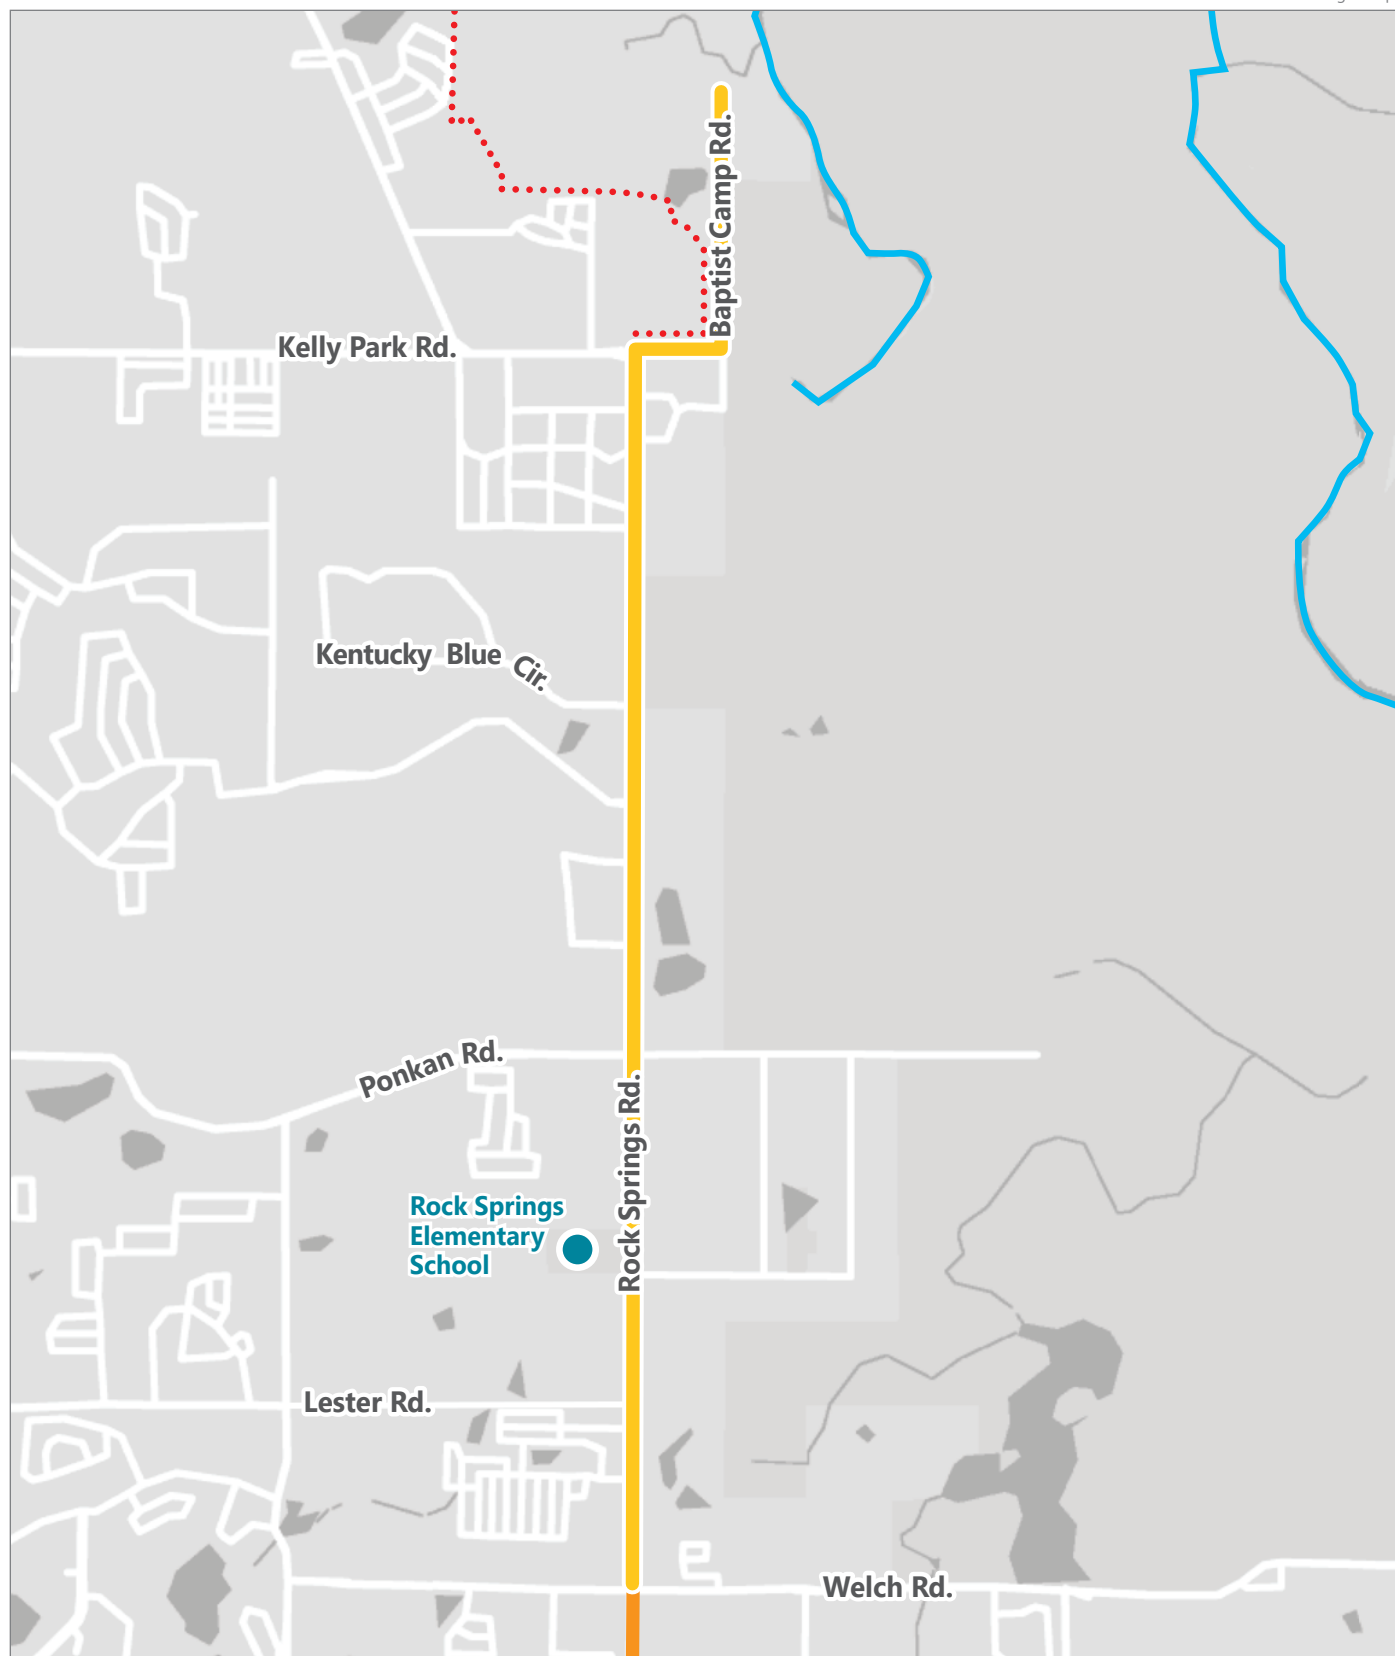 Baptist Camp Rd.
Kelly Park Rd.
Kentucky Blue Cir.
Ponkan Rd.
Rock Springs Rd.
Rock Springs
Elementary
School
Lester Rd.
Welch Rd.